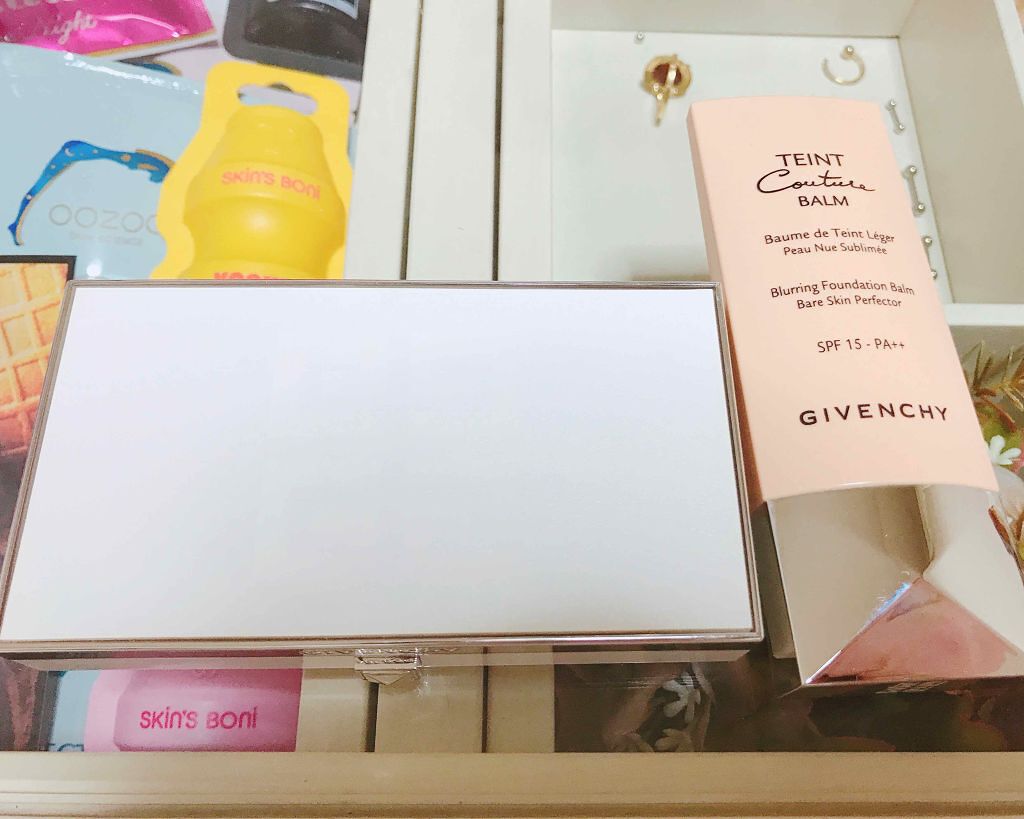 ight
SKIN'S BONI
OOZOO
TEINT
Couture
BALM
Baume de Teint Léger
Peau Nue Sublimée
Blurring Foundation Balm
Bare Skin Perfector
SPF 15 - PA++
GIVENCHY
SKIN'S BONI